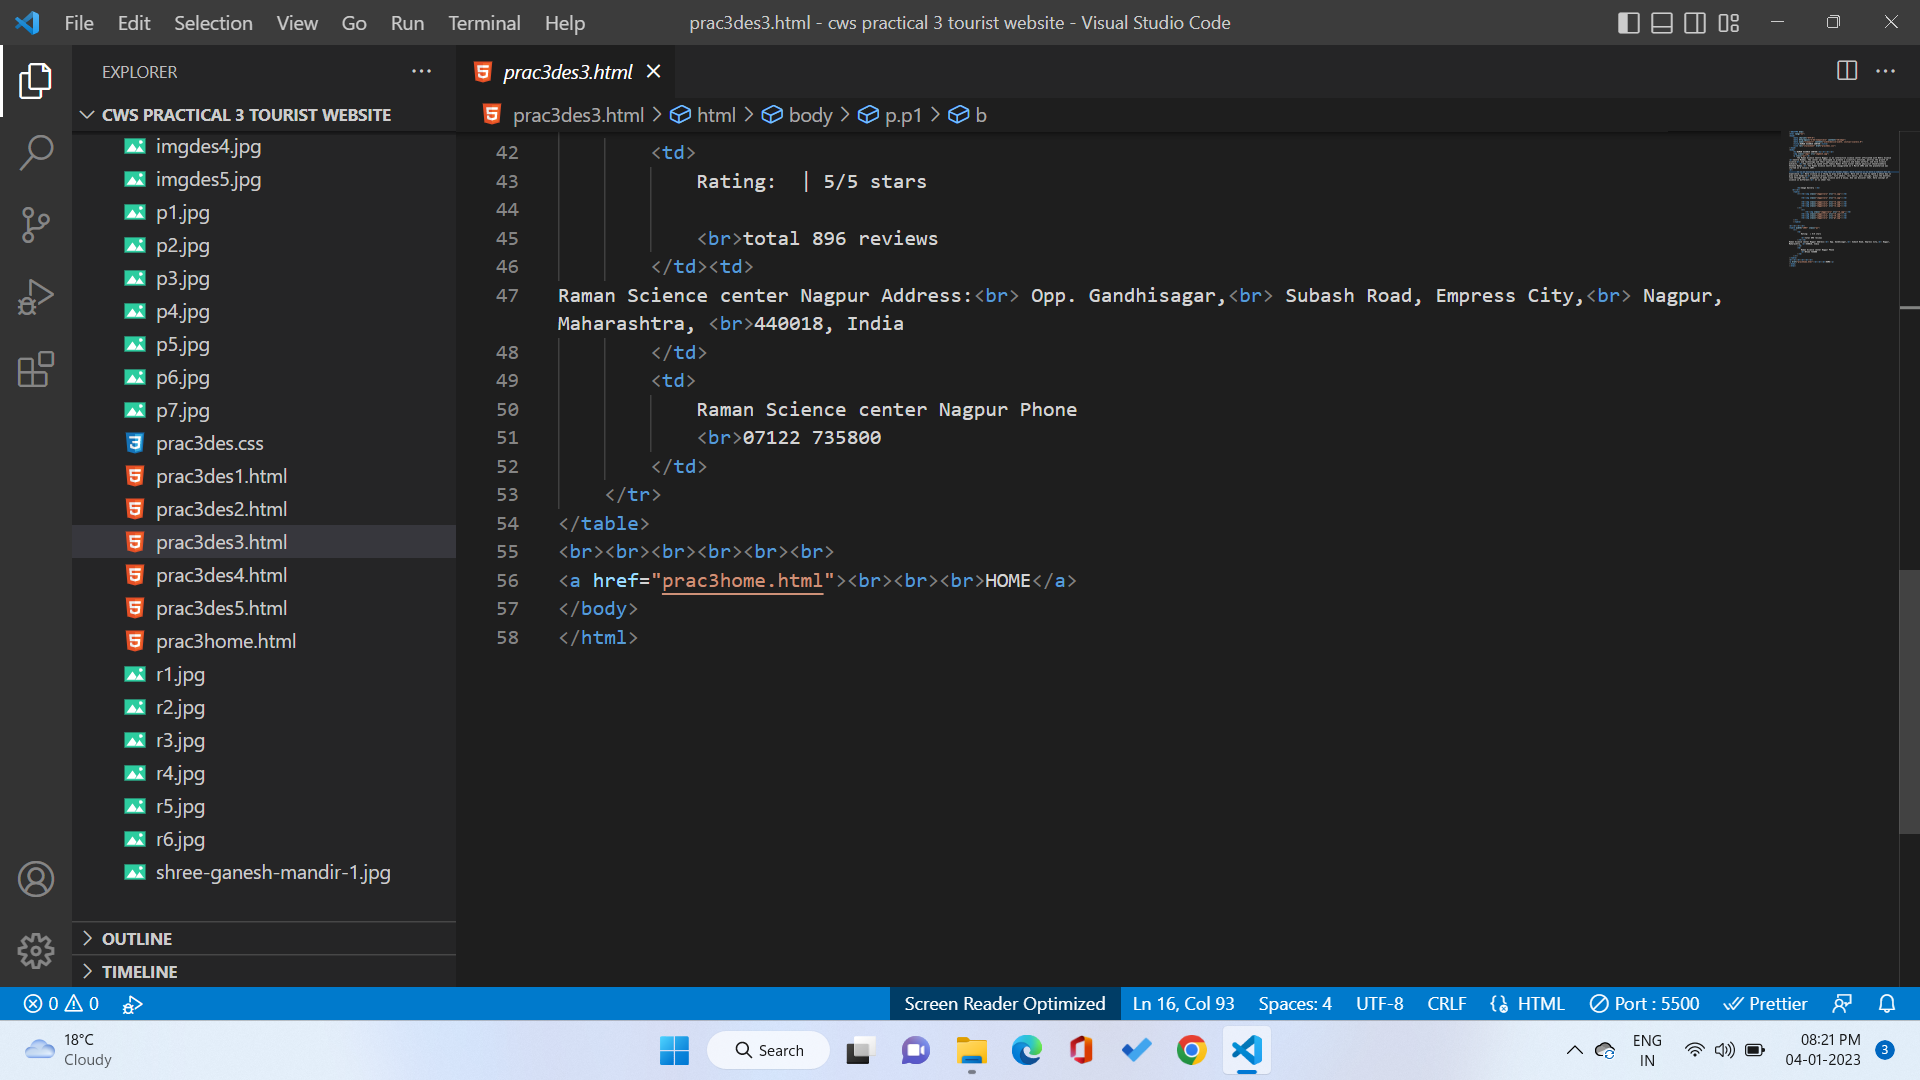 File Edit Selection View Go Run Terminal Help
prac3des3.html - cws practical 3 tourist website - Visual Studio Code
EXPLORER
CWS PRACTICAL 3 TOURIST WEBSITE
imgdes4.jpg
imgdes5.jpg
p1.jpg
p2.jpg
p3.jpg
p4.jpg
p5.jpg
p6.jpg
p7.jpg
prac3des.css
prac3des1.html
prac3des2.html
prac3des3.html
prac3des4.html
prac3des5.html
prac3home.html
r1.jpg
r2.jpg
r3.jpg
r4.jpg
r5.jpg
r6.jpg
shree-ganesh-mandir-1.jpg
OUTLINE
TIMELINE
prac3des3.html
prac3des3.html > html > body > p.p1 > b
42 <td>
43 Rating: | 5/5 stars
44
45 <br>total 896 reviews
46 </td><td>
47 Raman Science center Nagpur Address:<br> Opp. Gandhisagar,<br> Subash Road, Empress City,<br> Nagpur,
Maharashtra, <br>440018, India
48 </td>
49 <td>
50 Raman Science center Nagpur Phone
51 <br>07122 735800
52 </td>
53 </tr>
54 </table>
55 <br><br><br><br><br><br>
56 <a href="prac3home.html"><br><br><br>HOME</a>
57 </body>
58 </html>
0 0
Screen Reader Optimized Ln 16, Col 93 Spaces: 4 UTF-8 CRLF HTML Port : 5500 Prettier
18°C
Cloudy
Search
ENG
IN
08:21 PM
04-01-2023
3